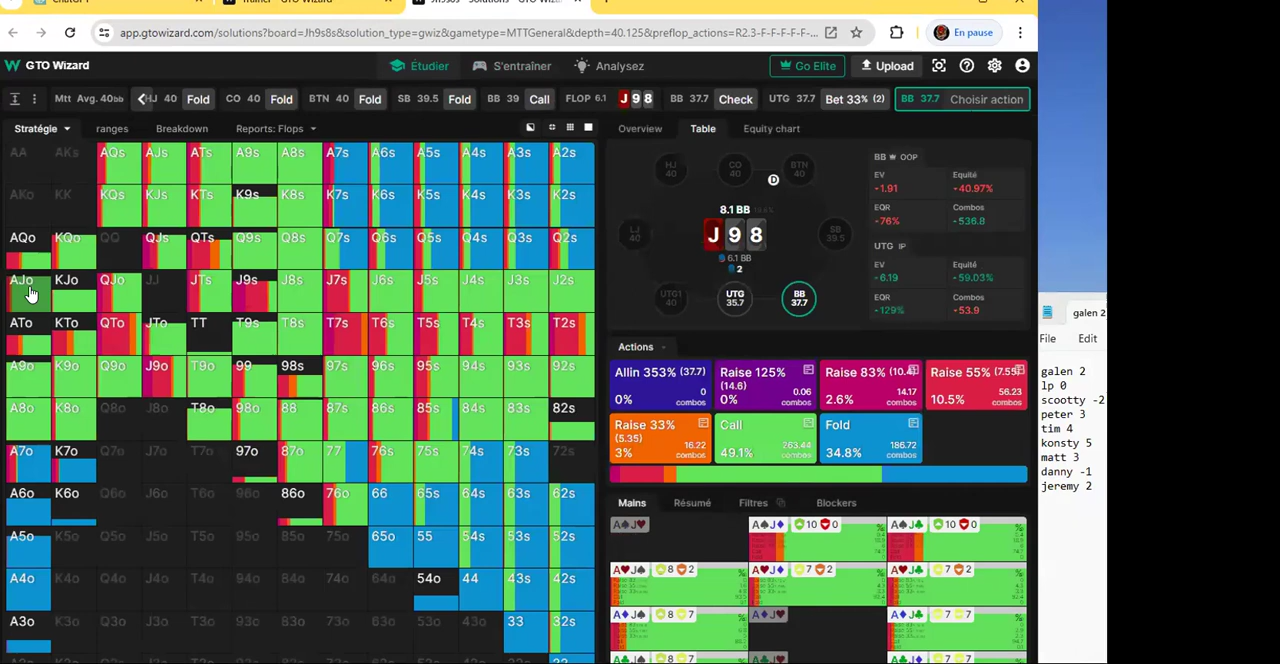 ChatGPT
Trainer - GTO Wizard
Jh9s8s - Solutions - GTO Wiz
app.gtowizard.com/solutions?board=Jh9s8s&solution_type=gwiz&gametype=MTTGeneral&depth=40.125&preflop_actions=R2.3-F-F-F-F-F-...
En pause
GTO Wizard
Étudier
S'entraîner
Analysez
Go Elite
Upload
Mtt Avg. 40bb
HJ 40 Fold
CO 40 Fold
BTN 40 Fold
SB 39.5 Fold
BB 39 Call
FLOP 6.1 J 9 8
BB 37.7 Check
UTG 37.7 Bet 33% (2)
BB 37.7 Choisir action
Stratégie
ranges
Breakdown
Reports: Flops
Overview
Table
Equity chart
AA AKs AQs AJs ATs A9s A8s A7s A6s A5s A4s A3s A2s
AKo KK KQs KJs KTs K9s K8s K7s K6s K5s K4s K3s K2s
AQo KQo QQ QJs QTs Q9s Q8s Q7s Q6s Q5s Q4s Q3s Q2s
AJo KJo QJo JJ JTs J9s J8s J7s J6s J5s J4s J3s J2s
ATo KTo QTo JTo TT T9s T8s T7s T6s T5s T4s T3s T2s
A9o K9o Q9o J9o T9o 99 98s 97s 96s 95s 94s 93s 92s
A8o K8o Q8o J8o T8o 98o 88 87s 86s 85s 84s 83s 82s
A7o K7o Q7o J7o T7o 97o 87o 77 76s 75s 74s 73s 72s
A6o K6o Q6o J6o T6o 96o 86o 76o 66 65s 64s 63s 62s
A5o K5o Q5o J5o T5o 95o 85o 75o 65o 55 54s 53s 52s
A4o K4o Q4o J4o T4o 94o 84o 74o 64o 54o 44 43s 42s
A3o K3o Q3o J3o T3o 93o 83o 73o 63o 53o 43o 33 32s
HJ 40
CO 40
BTN 40
D
LJ 40
8.1 BB
J 9 8
6.1 BB
2
SB 39.5
UTG1 40
UTG 35.7
BB 37.7
BB OOP
EV
-1.91
Equité
-40.97%
EQR
-76%
Combos
-536.8
UTG IP
EV
-6.19
Equité
-59.03%
EQR
-129%
Combos
-53.9
Actions
Allin 353% (37.7)
0%
0 combos
Raise 125% (14.6)
0%
0.06 combos
Raise 83%
2.6%
14.17 combos
Raise 55%
10.5%
56.23 combos
Raise 33% (5.35)
3%
16.22 combos
Call
49.1%
263.44 combos
Fold
34.8%
186.72 combos
Mains
Résumé
Filtres
Blockers
A♠J♥
A♠J♦ 10 0
A♠J♣ 10 0
A♥J♠ 8 2
A♥J♦ 7 2
A♥J♣ 7 2
A♦J♠ 8 7
A♦J♥
A♦J♣ 7 7
A♣J♠ 8 7
A♣J♥
A♣J♦ 7 7
galen 2
File Edit
galen 2
lp 0
scootty -2
peter 3
tim 4
konsty 5
matt 3
danny -1
jeremy 2